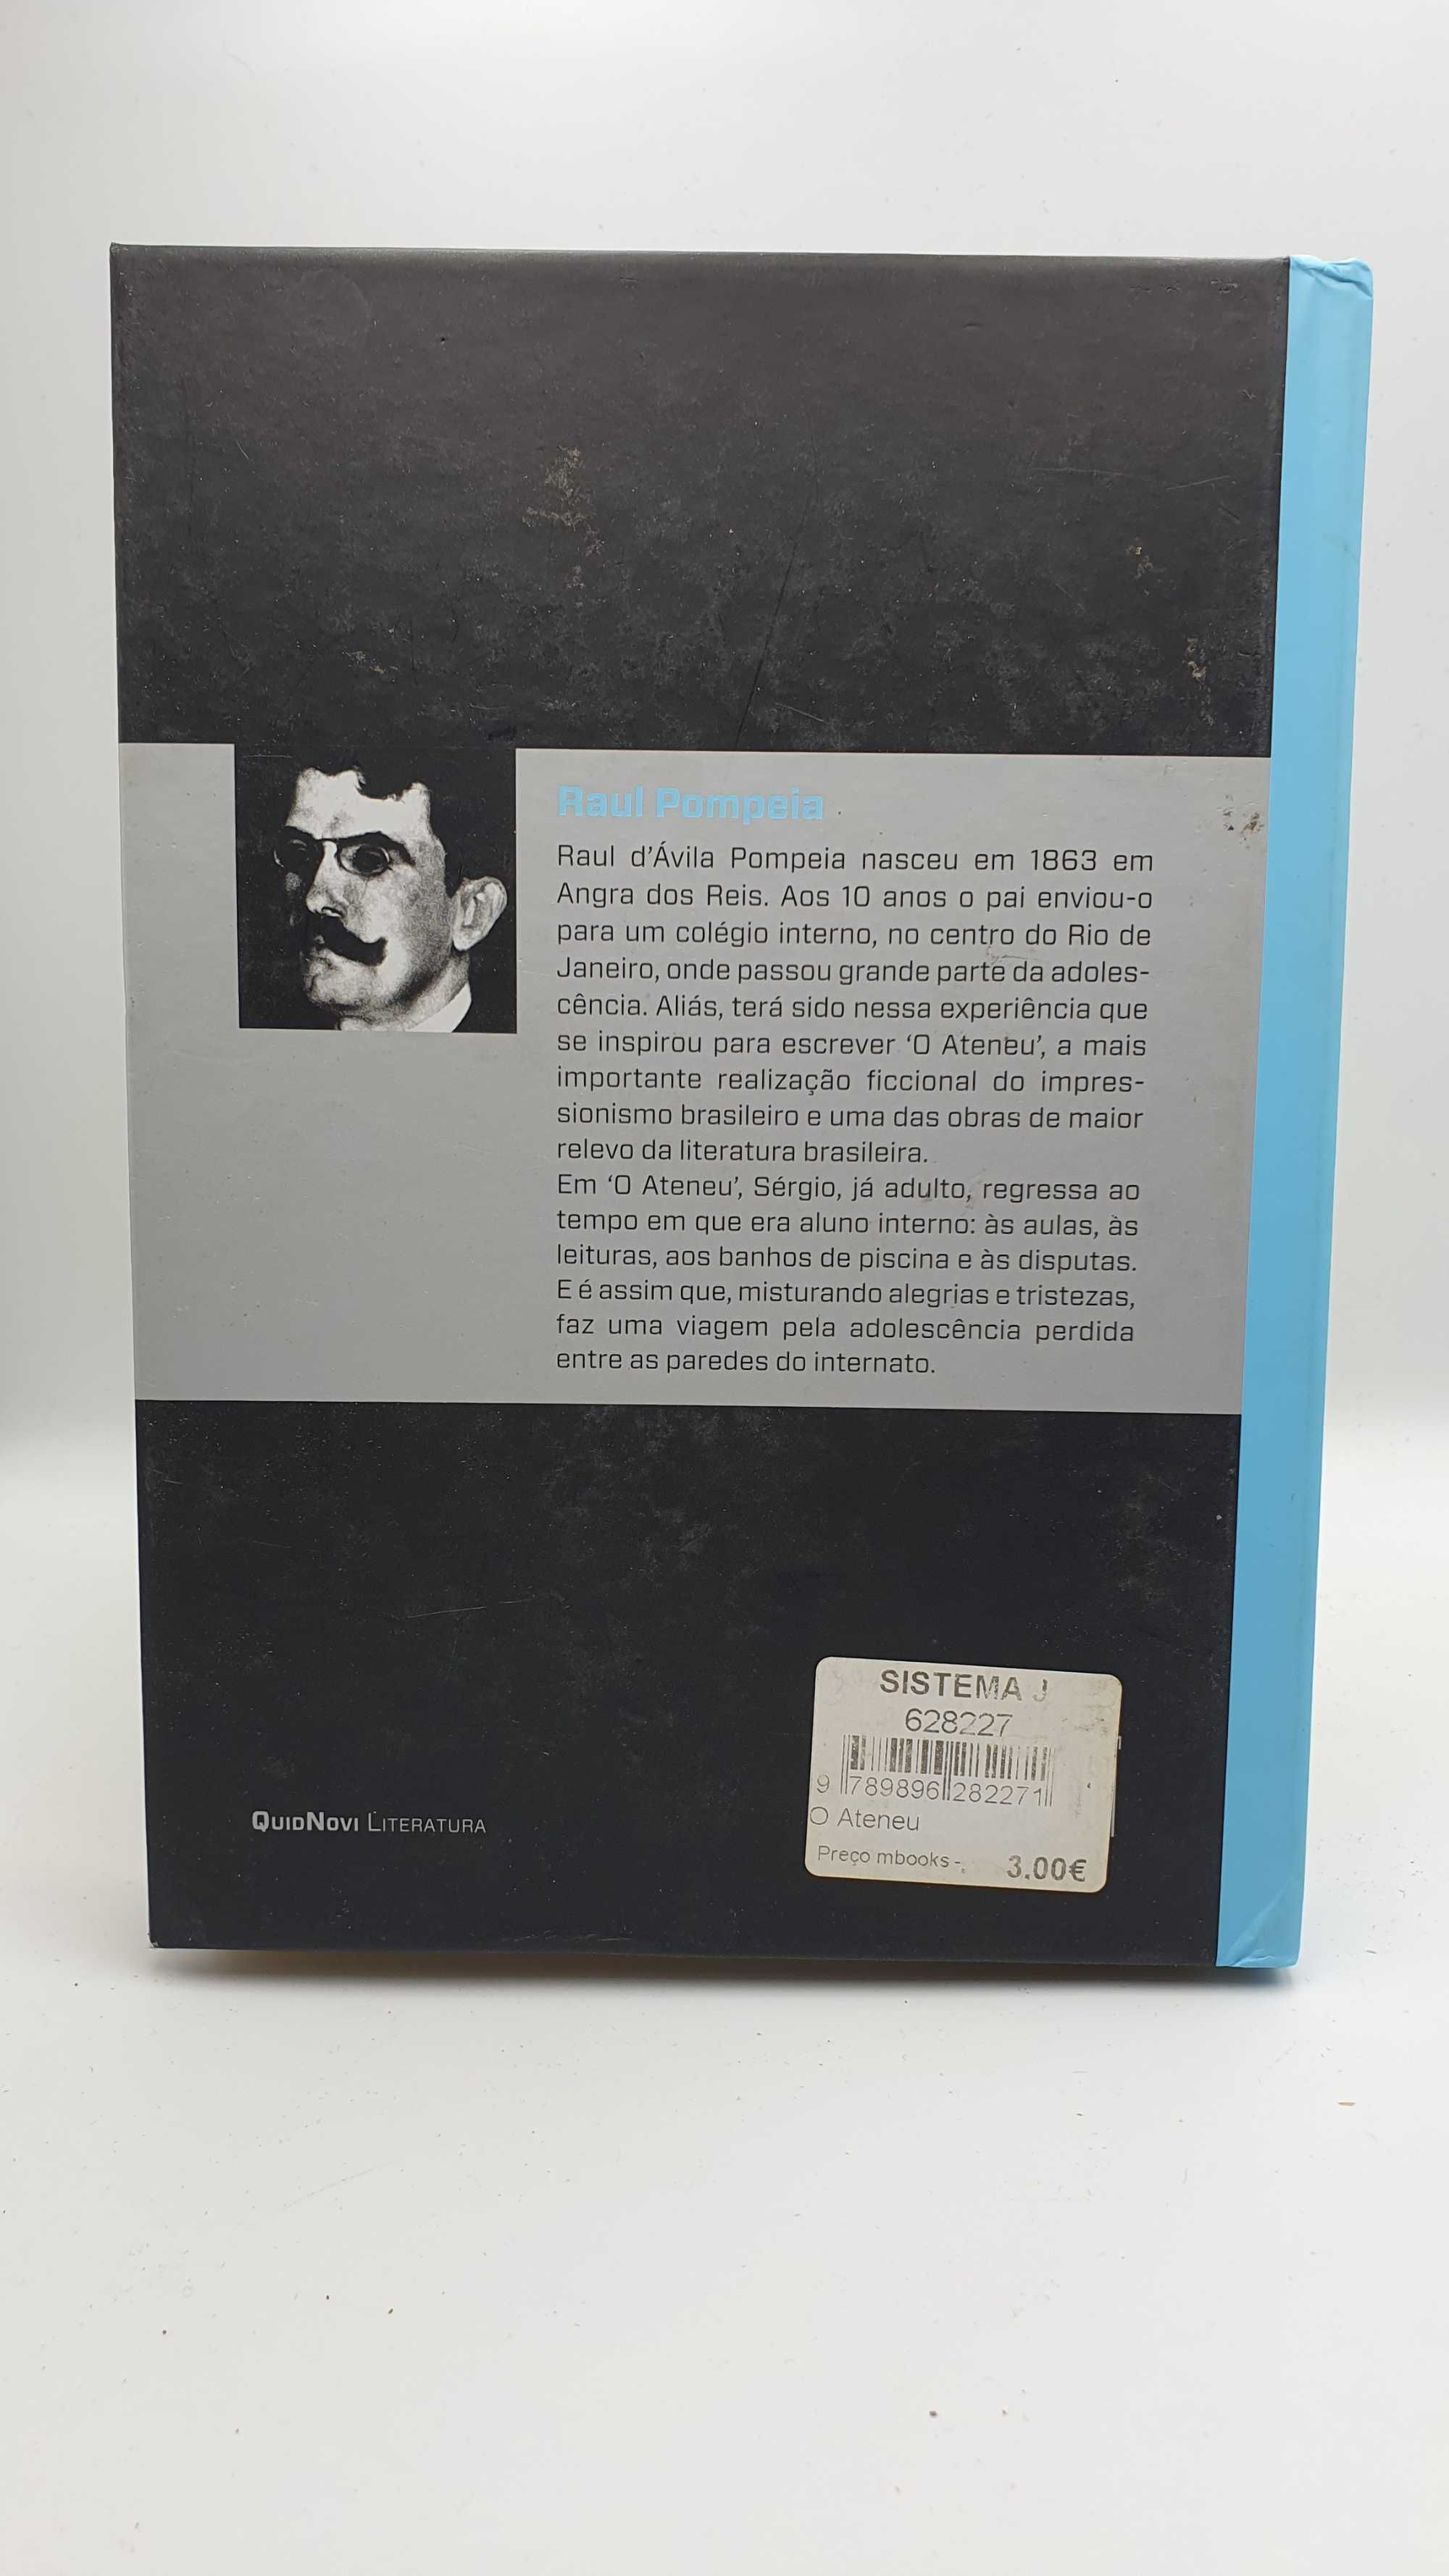 Raul Pompeia
Raul d'Ávila Pompeia nasceu em 1863 em
Angra dos Reis. Aos 10 anos o pai enviou-o
para um colégio interno, no centro do Rio de
Janeiro, onde passou grande parte da adoles-
cência. Aliás, terá sido nessa experiência que
se inspirou para escrever 'O Ateneu', a mais
importante realização ficcional do impres-
sionismo brasileiro e uma das obras de maior
relevo da literatura brasileira.
Em 'O Ateneu', Sérgio, já adulto, regressa ao
tempo em que era aluno interno: às aulas, às
leituras, aos banhos de piscina e às disputas.
E é assim que, misturando alegrias e tristezas,
faz uma viagem pela adolescência perdida
entre as paredes do internato.
QUIDNOVI LITERATURA
SISTEMA J
628227
9 789896 282271
O Ateneu
Preço mbooks - 3.00€